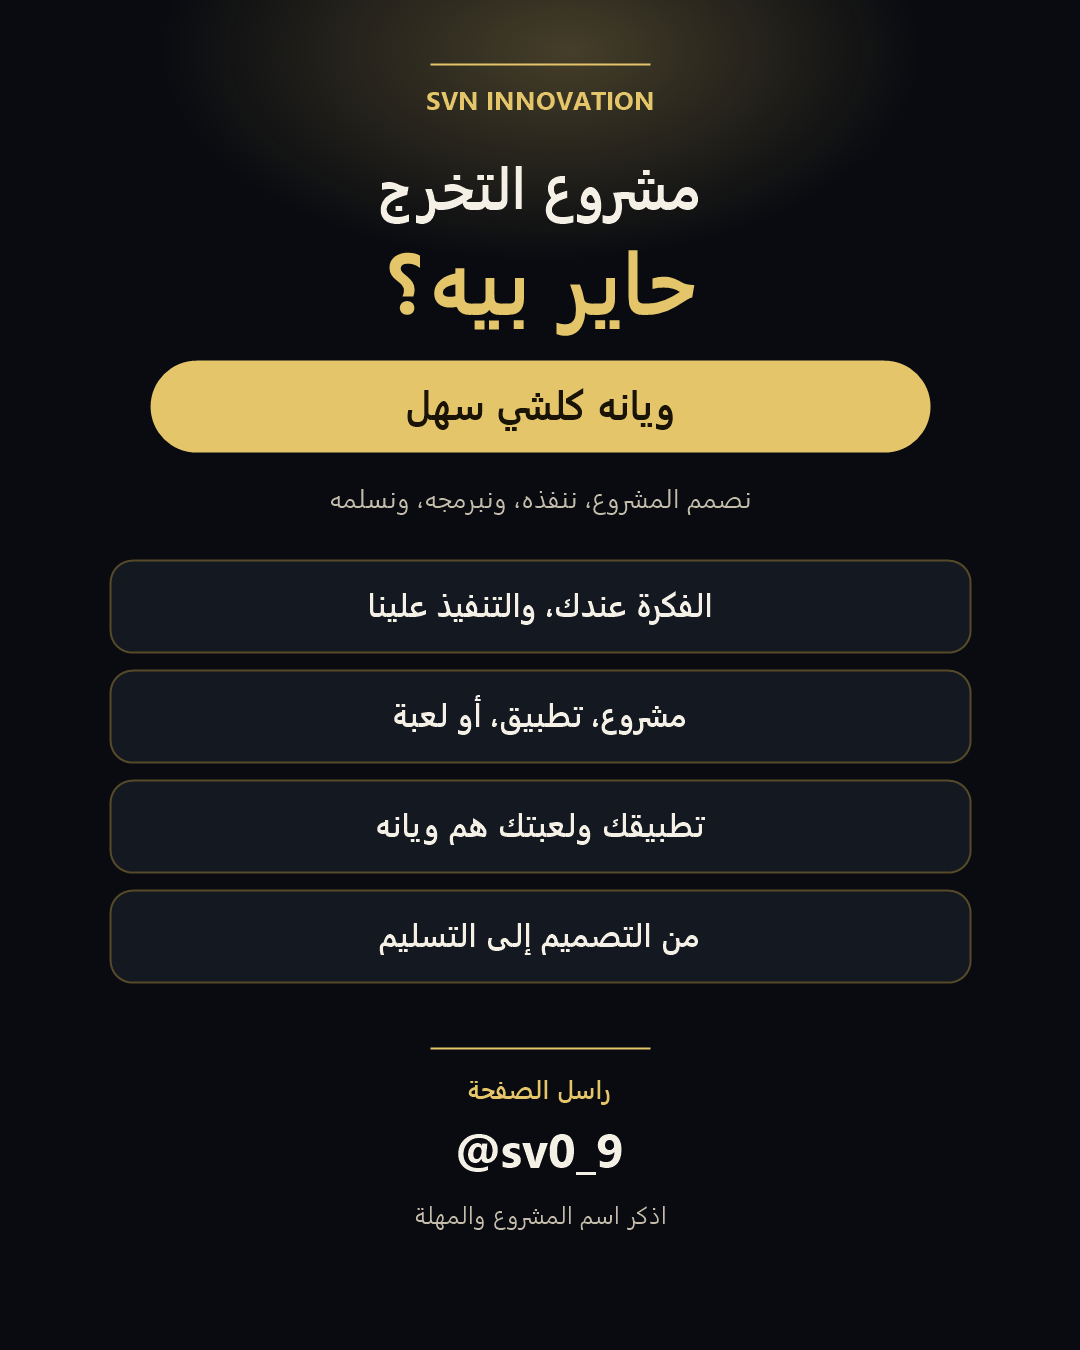 SVN INNOVATION
مشروع التخرج
حاير بيه؟
ويانه كلشي سهل
نصمم المشروع، ننفذه، ونبرمجه، ونسلمه
الفكرة عندك، والتنفيذ علينا
مشروع، تطبيق، أو لعبة
تطبيقك ولعبتك هم ويانه
من التصميم إلى التسليم
راسل الصفحة
@sv0_9
اذكر اسم المشروع والمهلة